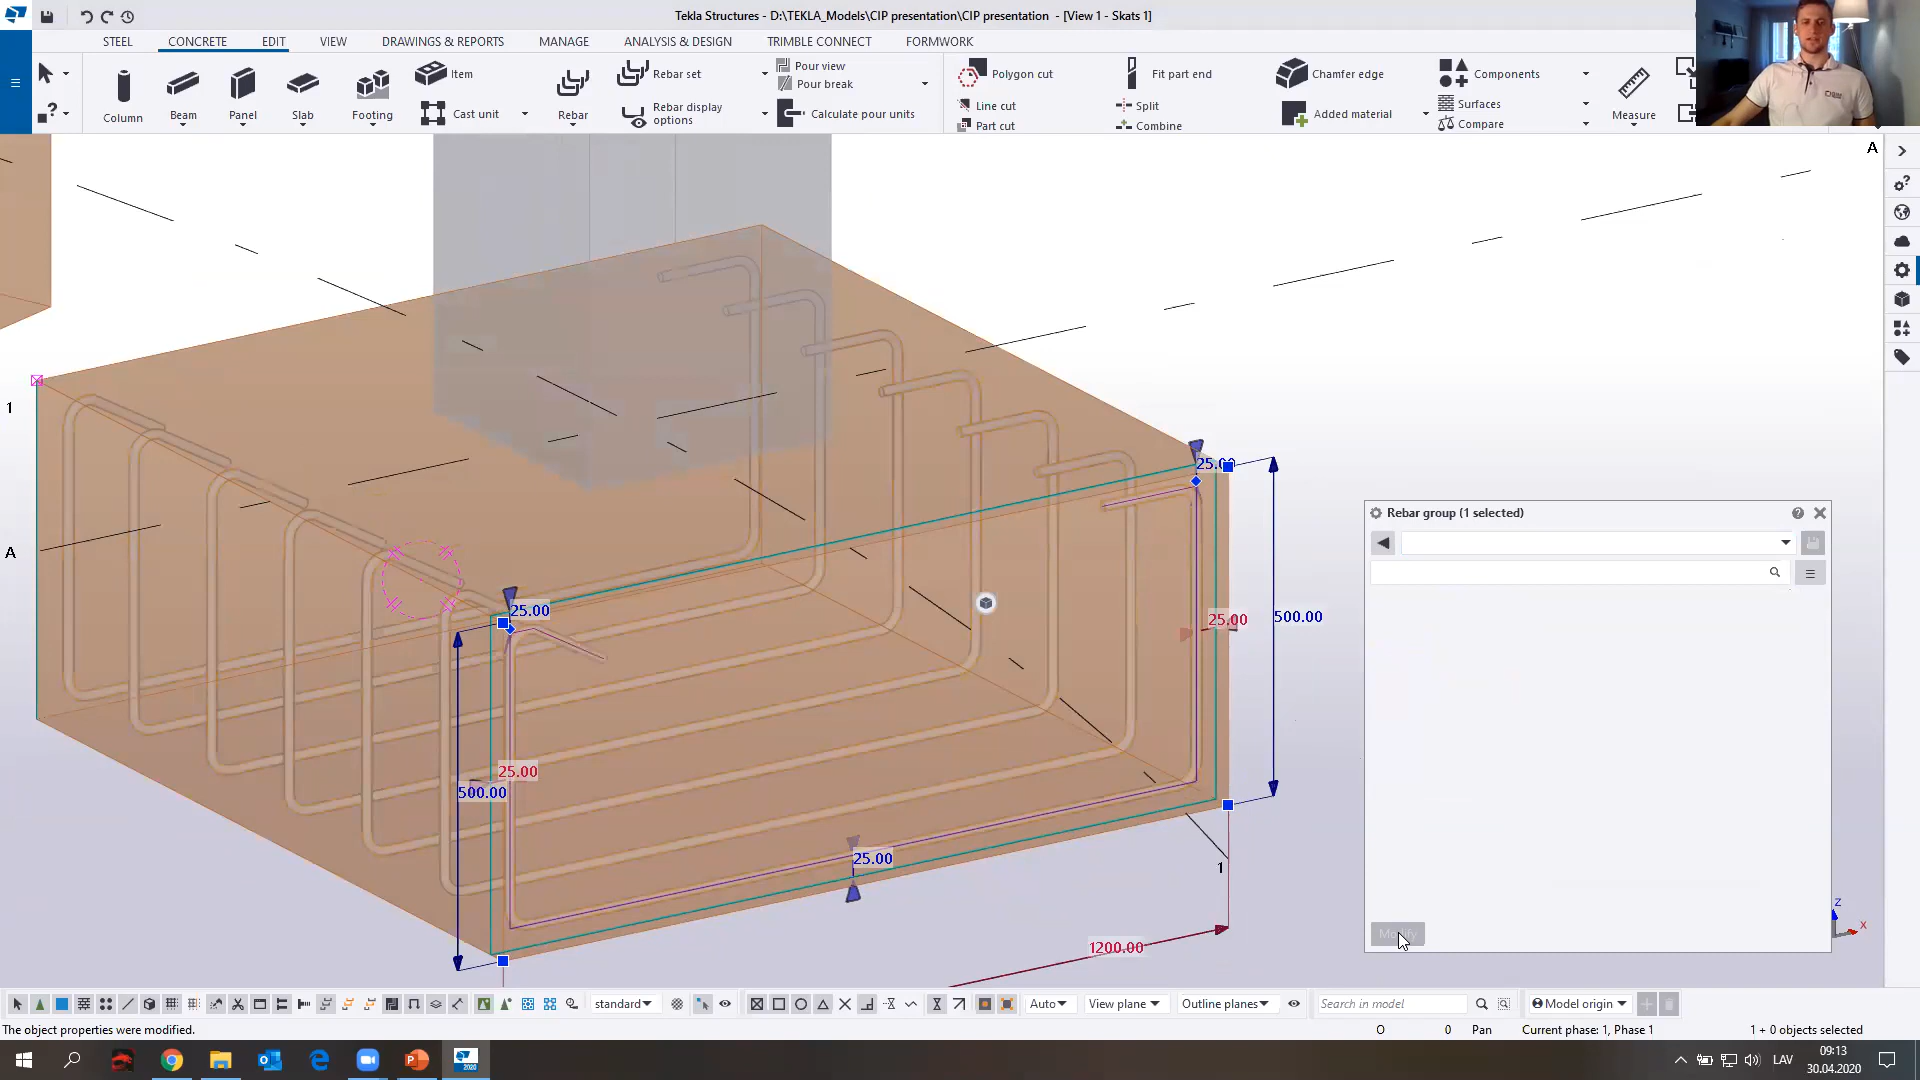 Tekla Structures - D:\TEKLA_Models\CIP presentation\CIP presentation - [View 1 - Skats 1]
STEEL CONCRETE EDIT VIEW DRAWINGS & REPORTS MANAGE ANALYSIS & DESIGN TRIMBLE CONNECT FORMWORK
Column
Beam
Panel
Slab
Footing
Item
Cast unit
Rebar
Rebar set
Rebar display
options
Pour view
Pour break
Calculate pour units
Polygon cut
Line cut
Part cut
Fit part end
Split
Combine
Chamfer edge
Added material
Components
Surfaces
Compare
Measure
A
1
A
25.00
25.00
25.00
500.00
25.00
500.00
25.00
1
1200.00
Rebar group (1 selected)
Modify
z
x
standard
Auto
View plane
Outline planes
Search in model
Model origin
The object properties were modified.
O 0 Pan Current phase: 1, Phase 1 1 + 0 objects selected
2020
LAV
09:13
30.04.2020